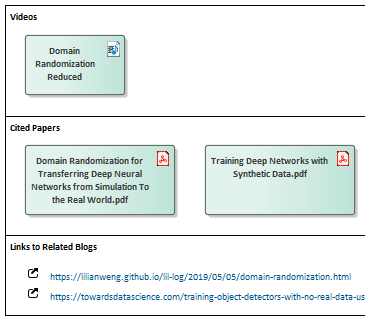 Videos
Domain
Randomization
Reduced
Cited Papers
Domain Randomization for
Transferring Deep Neural
Networks from Simulation To
the Real World.pdf
Training Deep Networks with
Synthetic Data.pdf
Links to Related Blogs
https://lilianweng.github.io/lil-log/2019/05/05/domain-randomization.html
https://towardsdatascience.com/training-object-detectors-with-no-real-data-us